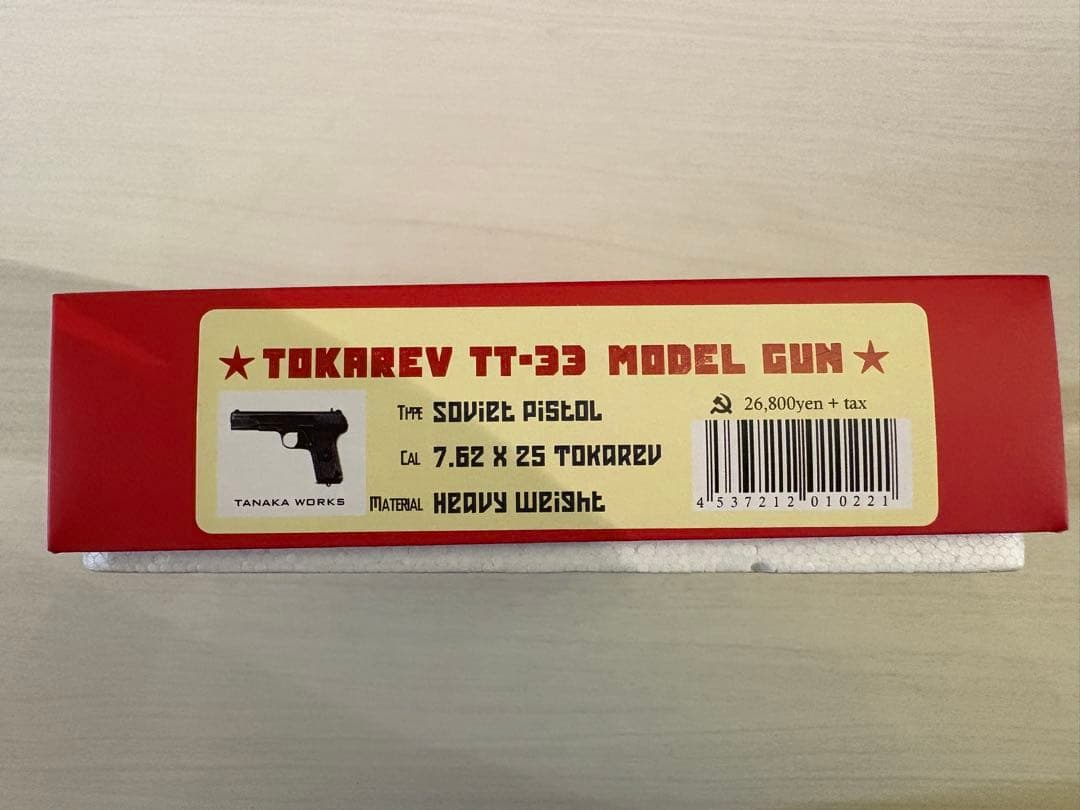 ★ TOKAREV TT-33 MODEL GUN ★
TYPE SOVIET PISTOL
CAL 7.62 X 25 TOKAREV
MATERIAL HEAVY WEIGHT
TANAKA WORKS
26,800yen + tax
4 537212 010221